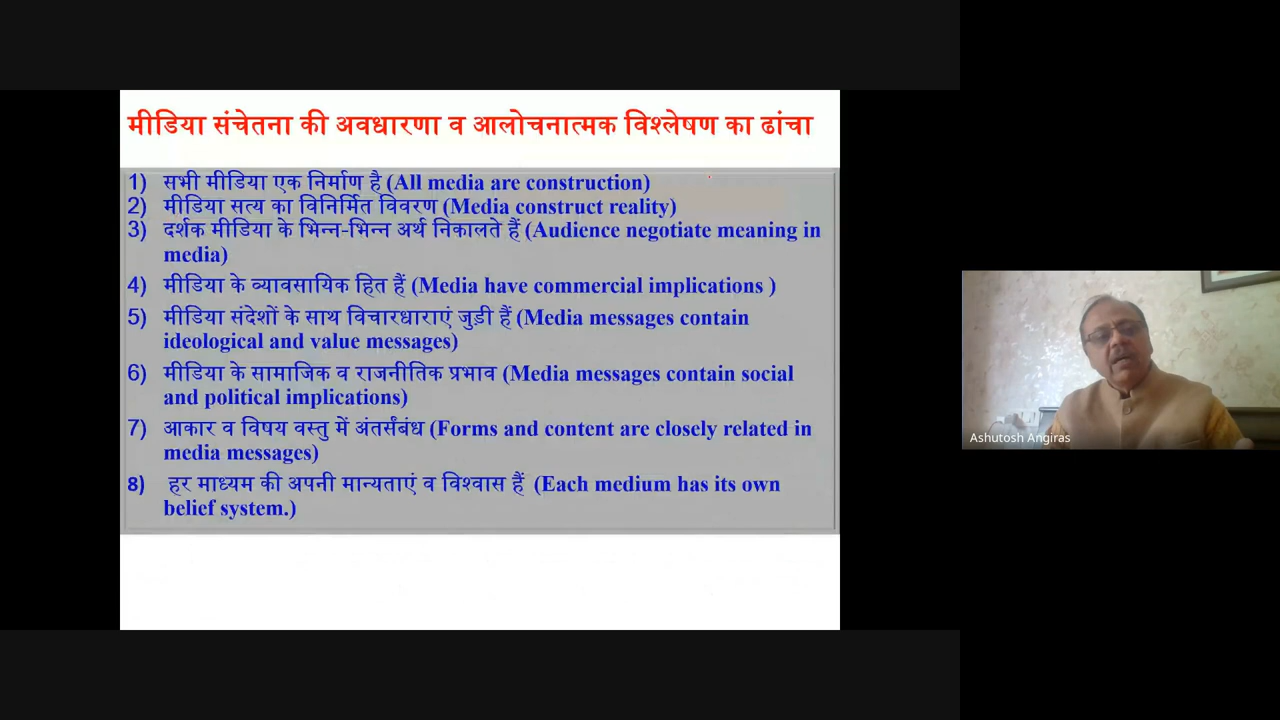 मीडिया संचेतना की अवधारणा व आलोचनात्मक विश्लेषण का ढांचा
1) सभी मीडिया एक निर्माण है (All media are construction)
2) मीडिया सत्य का विनिर्मित विवरण (Media construct reality)
3) दर्शक मीडिया के भिन्न-भिन्न अर्थ निकालते हैं (Audience negotiate meaning in
media)
4) मीडिया के व्यावसायिक हित हैं (Media have commercial implications )
5) मीडिया संदेशों के साथ विचारधाराएं जुड़ी हैं (Media messages contain
ideological and value messages)
6) मीडिया के सामाजिक व राजनीतिक प्रभाव (Media messages contain social
and political implications)
7) आकार व विषय वस्तु में अंतर्संबंध (Forms and content are closely related in
media messages)
8) हर माध्यम की अपनी मान्यताएं व विश्वास हैं (Each medium has its own
belief system.)
Ashutosh Angiras